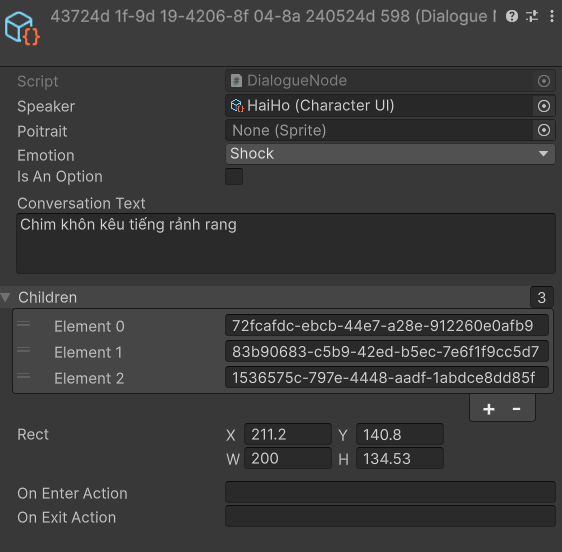 43724d 1f-9d 19-4206-8f 04-8a 240524d 598 (Dialogue N
Script DialogueNode
Speaker HaiHo (Character UI)
Poitrait None (Sprite)
Emotion Shock
Is An Option
Conversation Text
Chim khôn kêu tiếng rảnh rang
Children 3
Element 0 72fcafdc-ebcb-44e7-a28e-912260e0afb9
Element 1 83b90683-c5b9-42ed-b5ec-7e6f1f9cc5d7
Element 2 1536575c-797e-4448-aadf-1abdce8dd85f
+ -
Rect X 211.2 Y 140.8
W 200 H 134.53
On Enter Action
On Exit Action